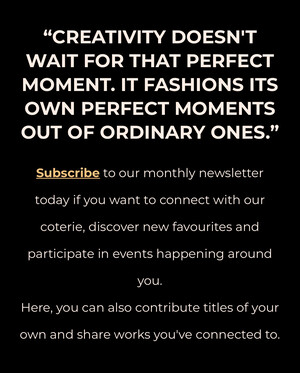 “CREATIVITY DOESN'T
WAIT FOR THAT PERFECT
MOMENT. IT FASHIONS ITS
OWN PERFECT MOMENTS
OUT OF ORDINARY ONES.”
Subscribe to our monthly newsletter
today if you want to connect with our
coterie, discover new favourites and
participate in events happening around
you.
Here, you can also contribute titles of your
own and share works you've connected to.